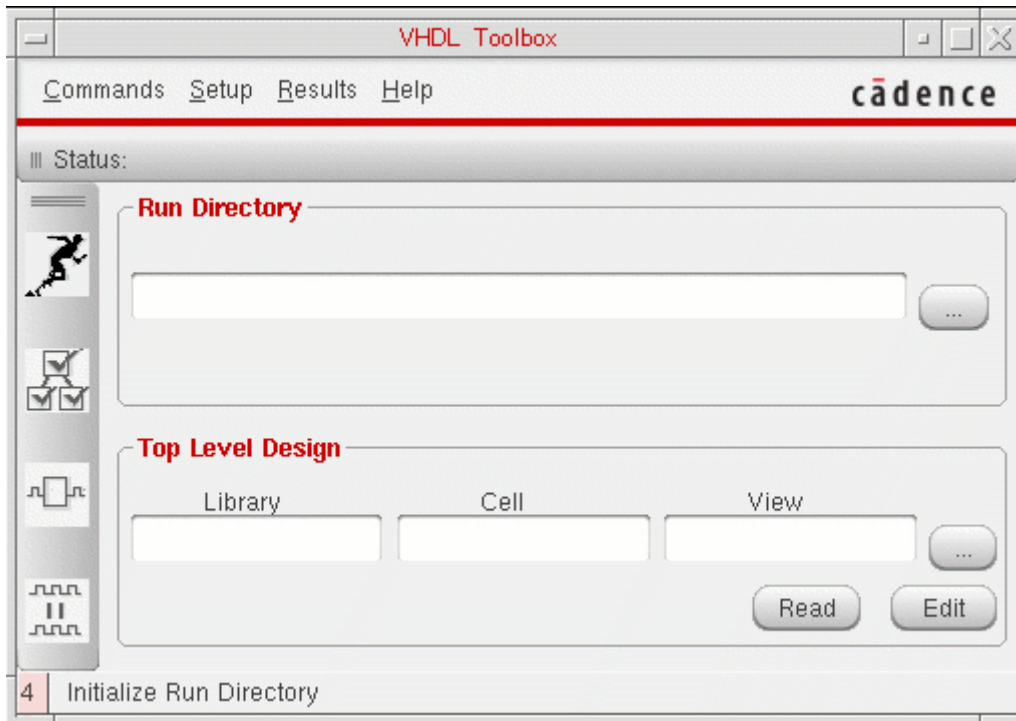 VHDL Toolbox
Commands Setup Results Help cādence
Status:
Run Directory
...
Top Level Design
Library Cell View
...
Read Edit
4 Initialize Run Directory